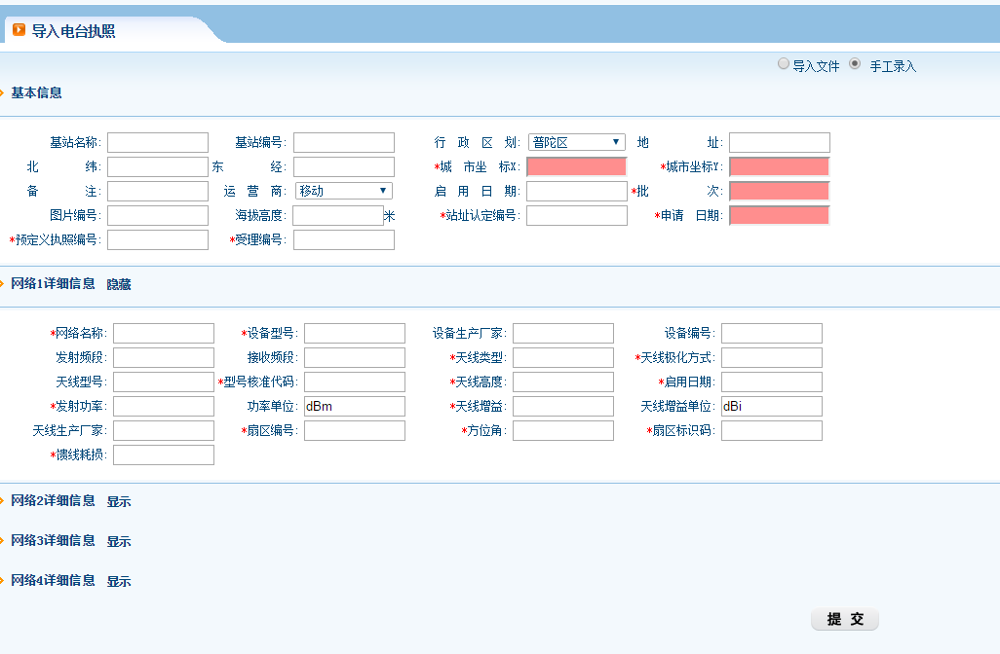 导入电台执照
导入文件 手工录入
基本信息
基站名称: 基站编号: 行 政 区 划: 普陀区 地 址:
北 纬: 东 经: *城 市坐 标X: *城市坐标Y:
备 注: 运 营 商: 移动 启 用 日 期: *批 次:
图片编号: 海拔高度: 米 *站址认定编号: *申请 日期:
*预定义执照编号: *受理编号:
网络1详细信息 隐藏
*网络名称: *设备型号: 设备生产厂家: 设备编号:
发射频段: 接收频段: *天线类型: *天线极化方式:
天线型号: *型号核准代码: *天线高度: *启用日期:
*发射功率: 功率单位: dBm *天线增益: 天线增益单位: dBi
天线生产厂家: *扇区编号: *方位角: *扇区标识码:
*馈线耗损:
网络2详细信息 显示
网络3详细信息 显示
网络4详细信息 显示
提 交